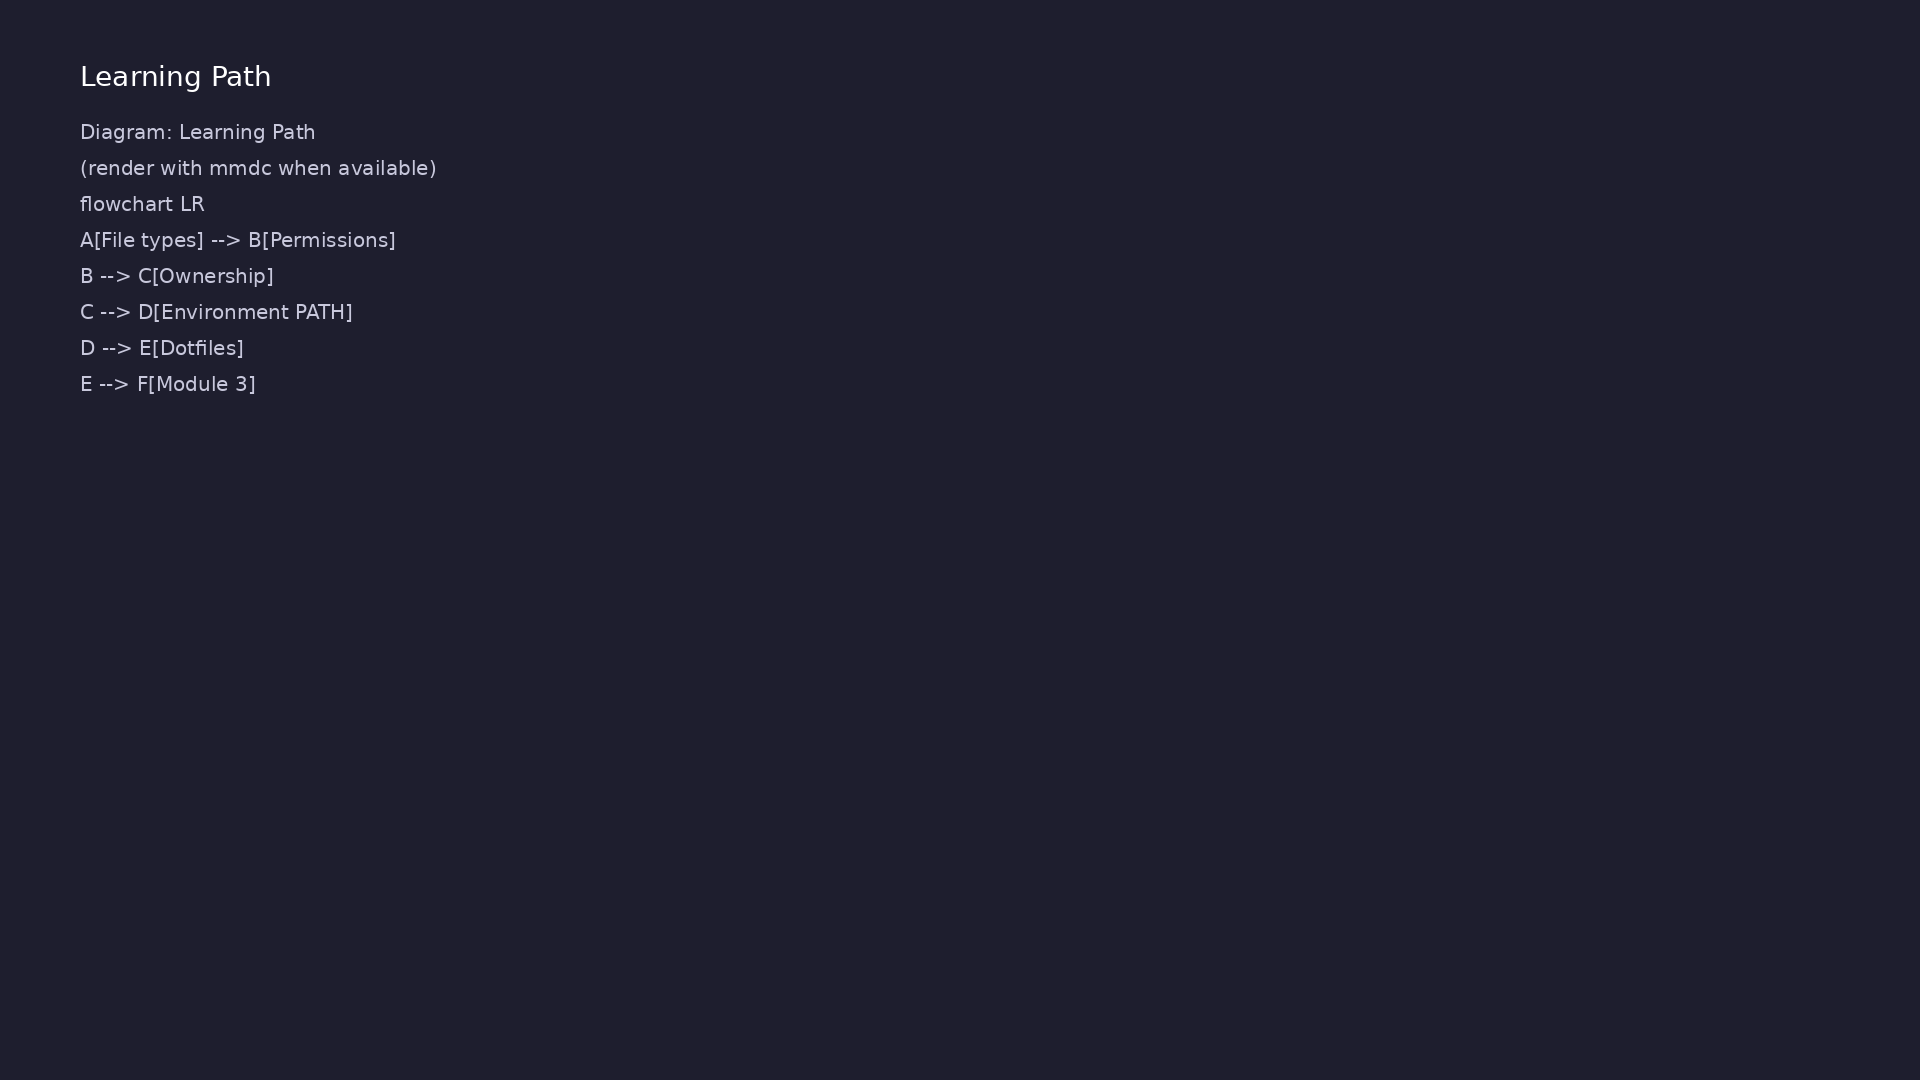 Learning Path
Diagram: Learning Path
(render with mmdc when available)
flowchart LR
A[File types] --> B[Permissions]
B --> C[Ownership]
C --> D[Environment PATH]
D --> E[Dotfiles]
E --> F[Module 3]